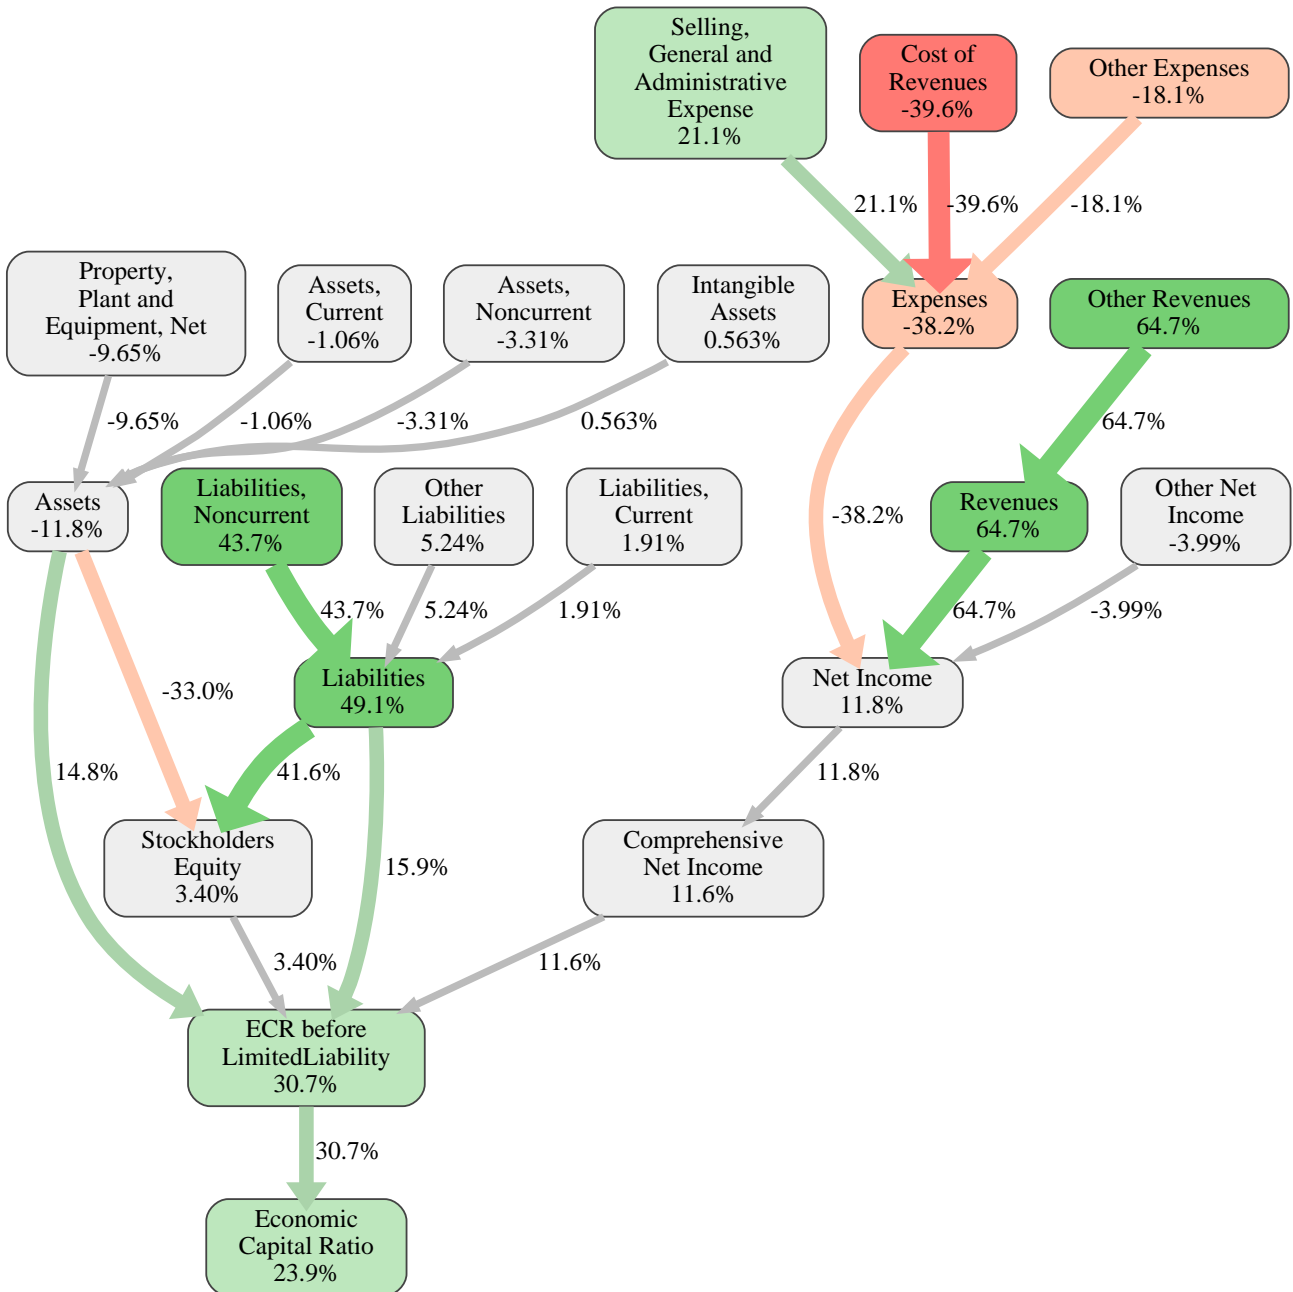 Selling,
General and
Administrative
Expense
21.1%
Cost of
Revenues
-39.6%
Other Expenses
-18.1%
21.1%
-39.6%
-18.1%
Property,
Plant and
Equipment, Net
-9.65%
Assets,
Current
-1.06%
Assets,
Noncurrent
-3.31%
Intangible
Assets
0.563%
Expenses
-38.2%
Other Revenues
64.7%
-9.65%
-1.06%
-3.31%
0.563%
64.7%
Assets
-11.8%
Liabilities,
Noncurrent
43.7%
Other
Liabilities
5.24%
Liabilities,
Current
1.91%
-38.2%
Revenues
64.7%
Other Net
Income
-3.99%
43.7%
5.24%
1.91%
64.7%
-3.99%
-33.0%
Liabilities
49.1%
Net Income
11.8%
14.8%
41.6%
11.8%
Stockholders
Equity
3.40%
15.9%
Comprehensive
Net Income
11.6%
3.40%
11.6%
ECR before
LimitedLiability
30.7%
30.7%
Economic
Capital Ratio
23.9%